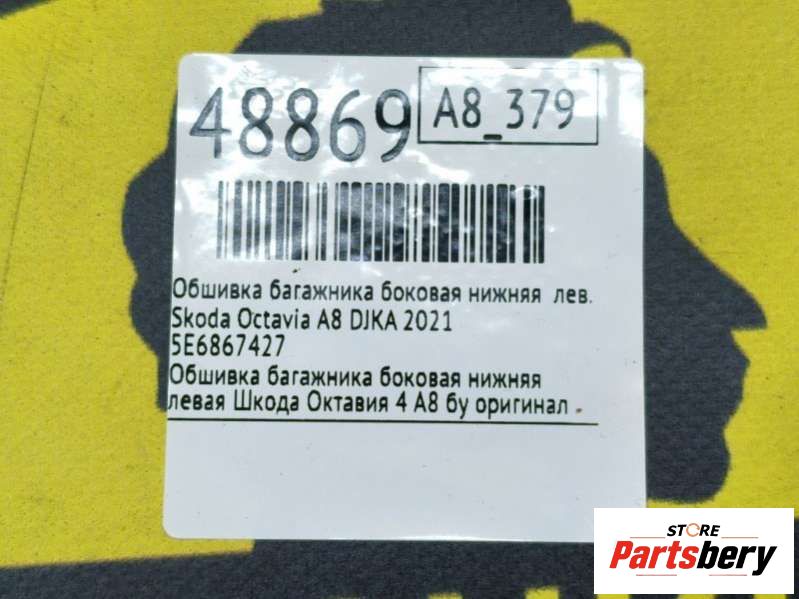 48869
A8_379
Обшивка багажника боковая нижняя лев.
Skoda Octavia A8 DJKA 2021
5E6867427
Обшивка багажника боковая нижняя
левая Шкода Октавия 4 А8 бу оригинал
STORE
Partsbery